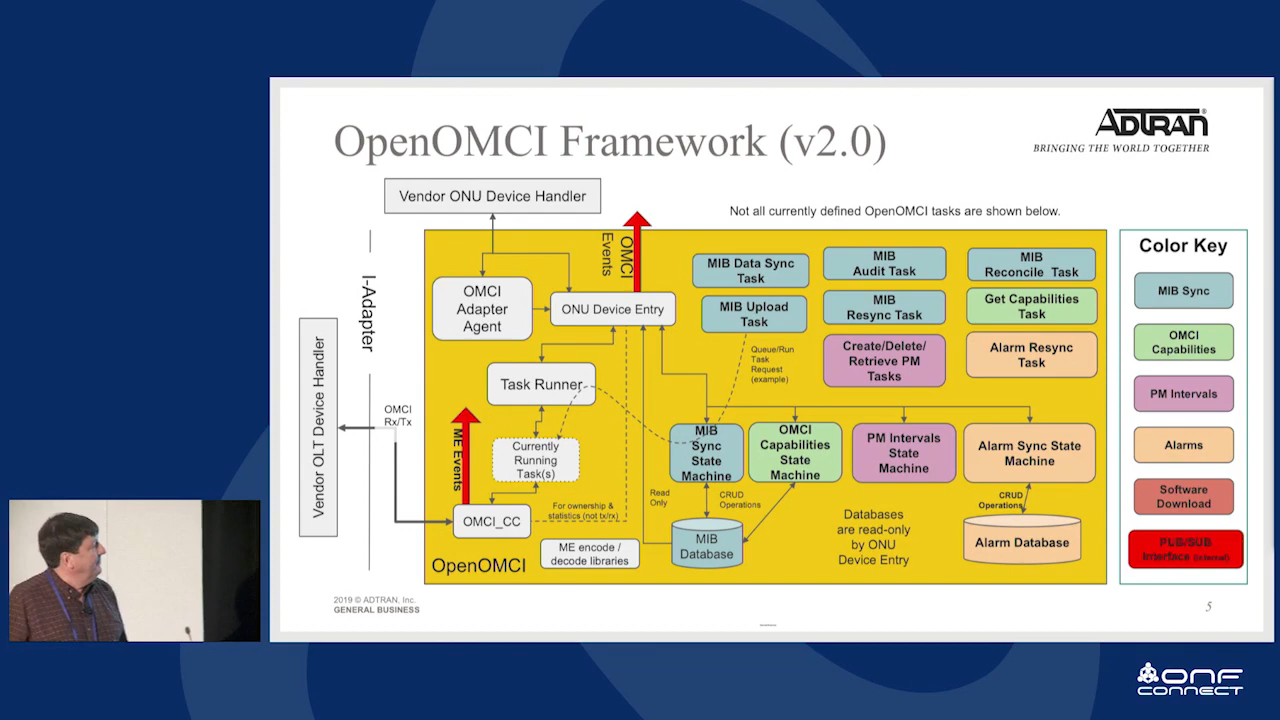 OpenOMCI Framework (v2.0)
ADTRAN®
BRINGING THE WORLD TOGETHER
Vendor ONU Device Handler
Not all currently defined OpenOMCI tasks are shown below.
I-Adapter
Vendor OLT Device Handler
OMCI
Rx/Tx
OMCI
Events
OMCI
Adapter
Agent
ONU Device Entry
Task Runner
ME Events
Currently
Running
Task(s)
OMCI_CC
For ownership &
statistics (not tx/rx)
ME encode /
decode libraries
OpenOMCI
MIB Data Sync
Task
MIB
Audit Task
MIB
Reconcile Task
MIB Upload
Task
MIB
Resync Task
Get Capabilities
Task
Queue/Run
Task
Request
(example)
Create/Delete/
Retrieve PM
Tasks
Alarm Resync
Task
MIB
Sync
State
Machine
OMCI
Capabilities
State
Machine
PM Intervals
State
Machine
Alarm Sync State
Machine
Read
Only
CRUD
Operations
CRUD
Operations
MIB
Database
Databases
are read-only
by ONU
Device Entry
Alarm Database
Color Key
MIB Sync
OMCI
Capabilities
PM Intervals
Alarms
Software
Download
PUB/SUB
Interface (internal)
2019 © ADTRAN, Inc.
GENERAL BUSINESS
5
ONF
CONNECT